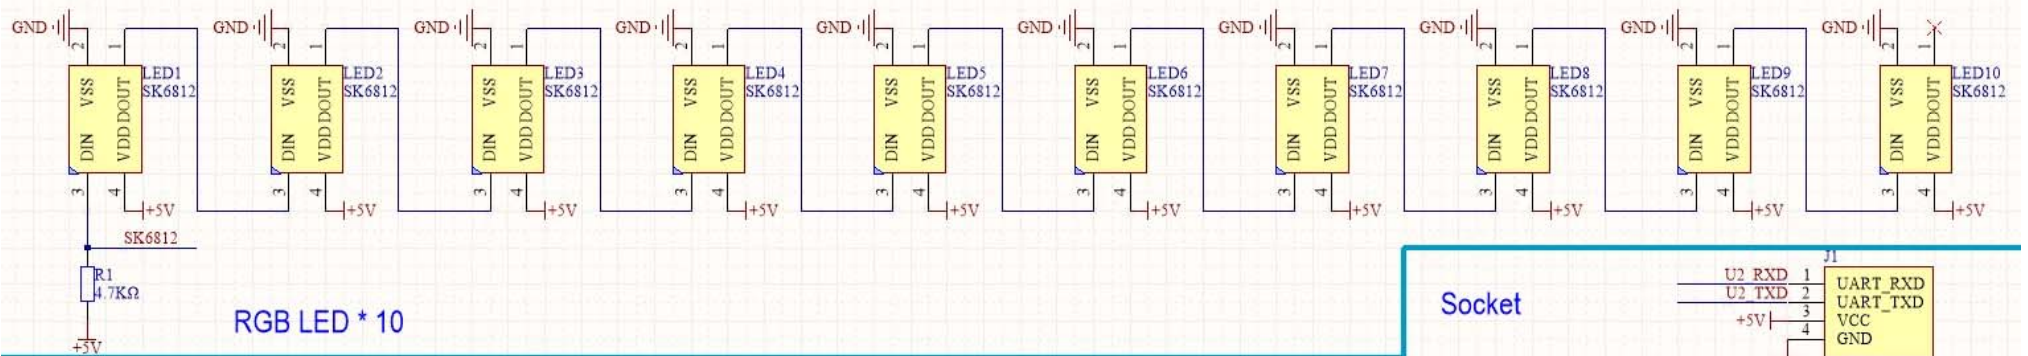 GND 2 1 GND 2 1 GND 2 1 GND 2 1 GND 2 1 GND 2 1 GND 2 1 GND 2 1 GND 2 1 GND 2 1
LED1 LED2 LED3 LED4 LED5 LED6 LED7 LED8 LED9 LED10
SK6812 SK6812 SK6812 SK6812 SK6812 SK6812 SK6812 SK6812 SK6812 SK6812
VSS DOUT VSS DOUT VSS DOUT VSS DOUT VSS DOUT VSS DOUT VSS DOUT VSS DOUT VSS DOUT VSS DOUT
DIN VDD DIN VDD DIN VDD DIN VDD DIN VDD DIN VDD DIN VDD DIN VDD DIN VDD DIN VDD
3 4 3 4 3 4 3 4 3 4 3 4 3 4 3 4 3 4 3 4
+5V +5V +5V +5V +5V +5V +5V +5V +5V +5V
SK6812
R1
4.7KΩ
+5V
RGB LED * 10
Socket
J1
U2_RXD 1 UART_RXD
U2_TXD 2 UART_TXD
+5V 3 VCC
4 GND